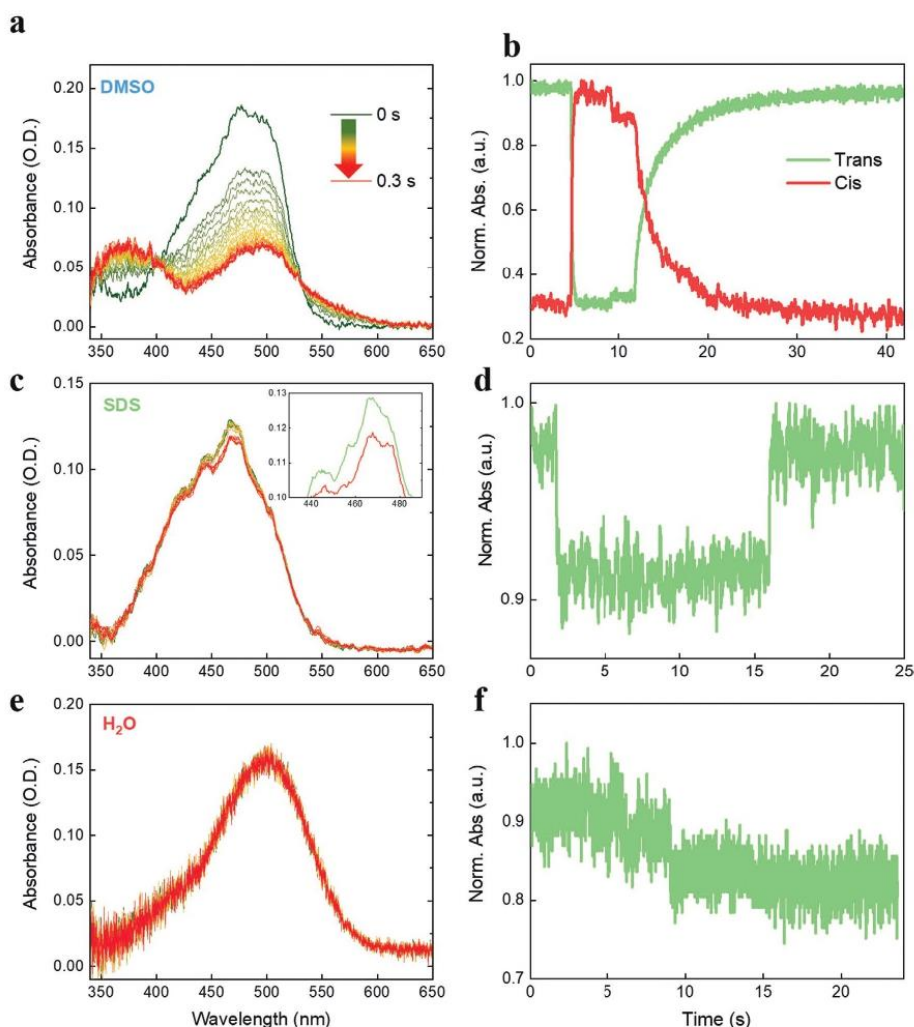 a
DMSO
0 s
0.3 s
Absorbance (O.D.)
0.20
0.15
0.10
0.05
0.00
350 400 450 500 550 600 650
b
Norm. Abs. (a.u.)
1.0
0.8
0.6
0.4
0.2
Trans
Cis
0 10 20 30 40
c
SDS
Absorbance (O.D.)
0.15
0.10
0.05
0.00
0.13
0.12
0.11
0.10
440 460 480
350 400 450 500 550 600 650
d
Norm. Abs (a.u.)
1.0
0.9
0 5 10 15 20 25
e
H₂O
Absorbance (O.D.)
0.20
0.15
0.10
0.05
0.00
350 400 450 500 550 600 650
Wavelength (nm)
f
Norm. Abs (a.u.)
1.0
0.9
0.8
0.7
0 5 10 15 20
Time (s)